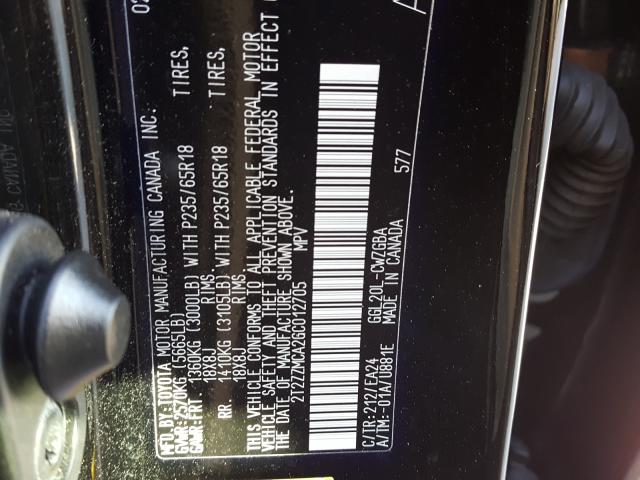 02
MFD. BY: TOYOTA MOTOR MANUFACTURING CANADA INC.
GVWR: 2570KG (5665LB)
GAWR: FRT 1360KG (3000LB) WITH P235/65R18 TIRES,
18X8J RIMS,
RR. 1410KG (3105LB) WITH P235/65R18 TIRES,
18X8J RIMS.
THIS VEHICLE CONFORMS TO ALL APPLICABLE FEDERAL MOTOR
VEHICLE SAFETY AND THEFT PREVENTION STANDARDS IN EFFECT
THE DATE OF MANUFACTURE SHOWN ABOVE.
2T2ZZMCA2GC012705 MPV
577
C/TR:212/EA24 GGL20L-CWZGBA
A/TM:-01A/U881E MADE IN CANADA